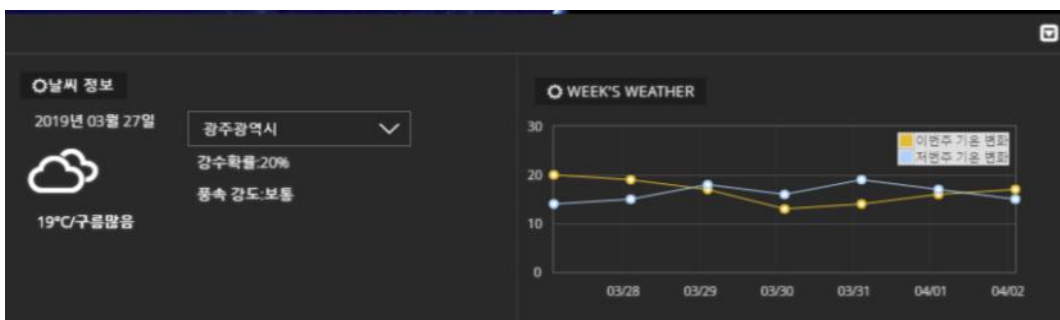 날씨 정보
2019년 03월 27일
광주광역시
강수확률:20%
풍속 강도:보통
19°C/구름많음
WEEK'S WEATHER
이번주 기온 변화
저번주 기온 변화
30
20
10
0
03/28 03/29 03/30 03/31 04/01 04/02